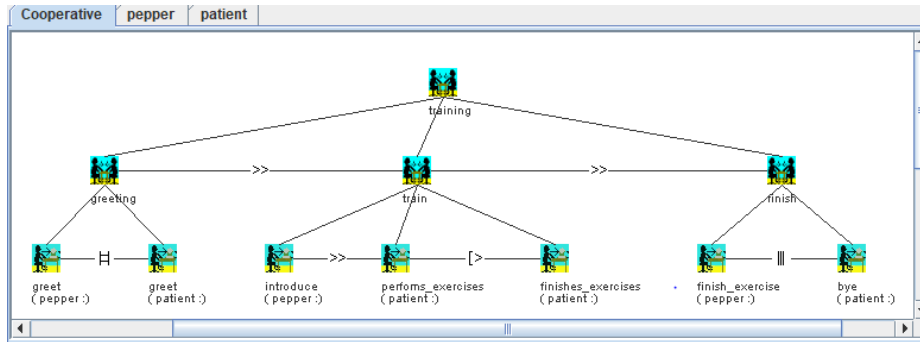 Cooperative pepper patient
training
>> >>
greeting train finish
|=| >> [> |||
greet greet introduce perfoms_exercises finishes_exercises finish_exercise bye
( pepper :) ( patient :) ( pepper :) ( patient :) ( patient :) ( pepper :) ( patient :)